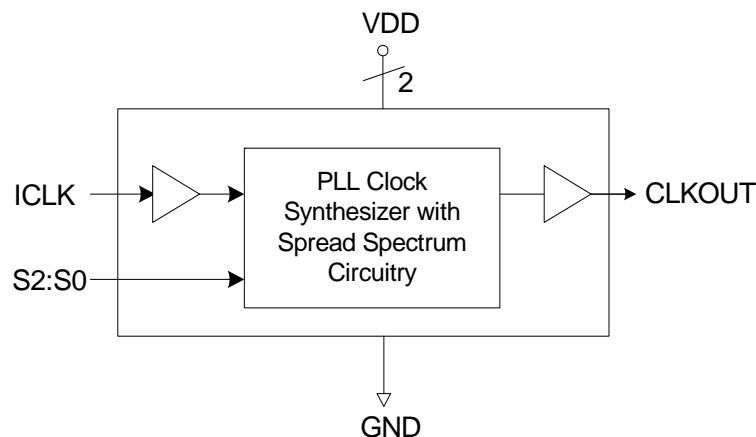 VDD
2
ICLK
PLL Clock
Synthesizer with
Spread Spectrum
Circuitry
CLKOUT
S2:S0
GND